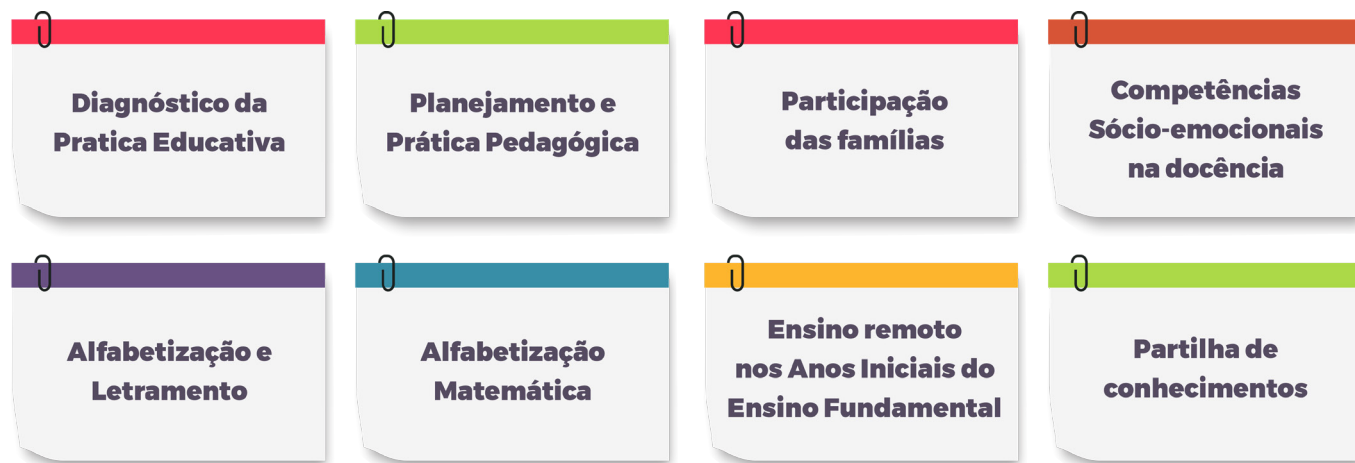 Diagnóstico da
Pratica Educativa
Planejamento e
Prática Pedagógica
Participação
das famílias
Competências
Sócio-emocionais
na docência
Alfabetização e
Letramento
Alfabetização
Matemática
Ensino remoto
nos Anos Iniciais do
Ensino Fundamental
Partilha de
conhecimentos